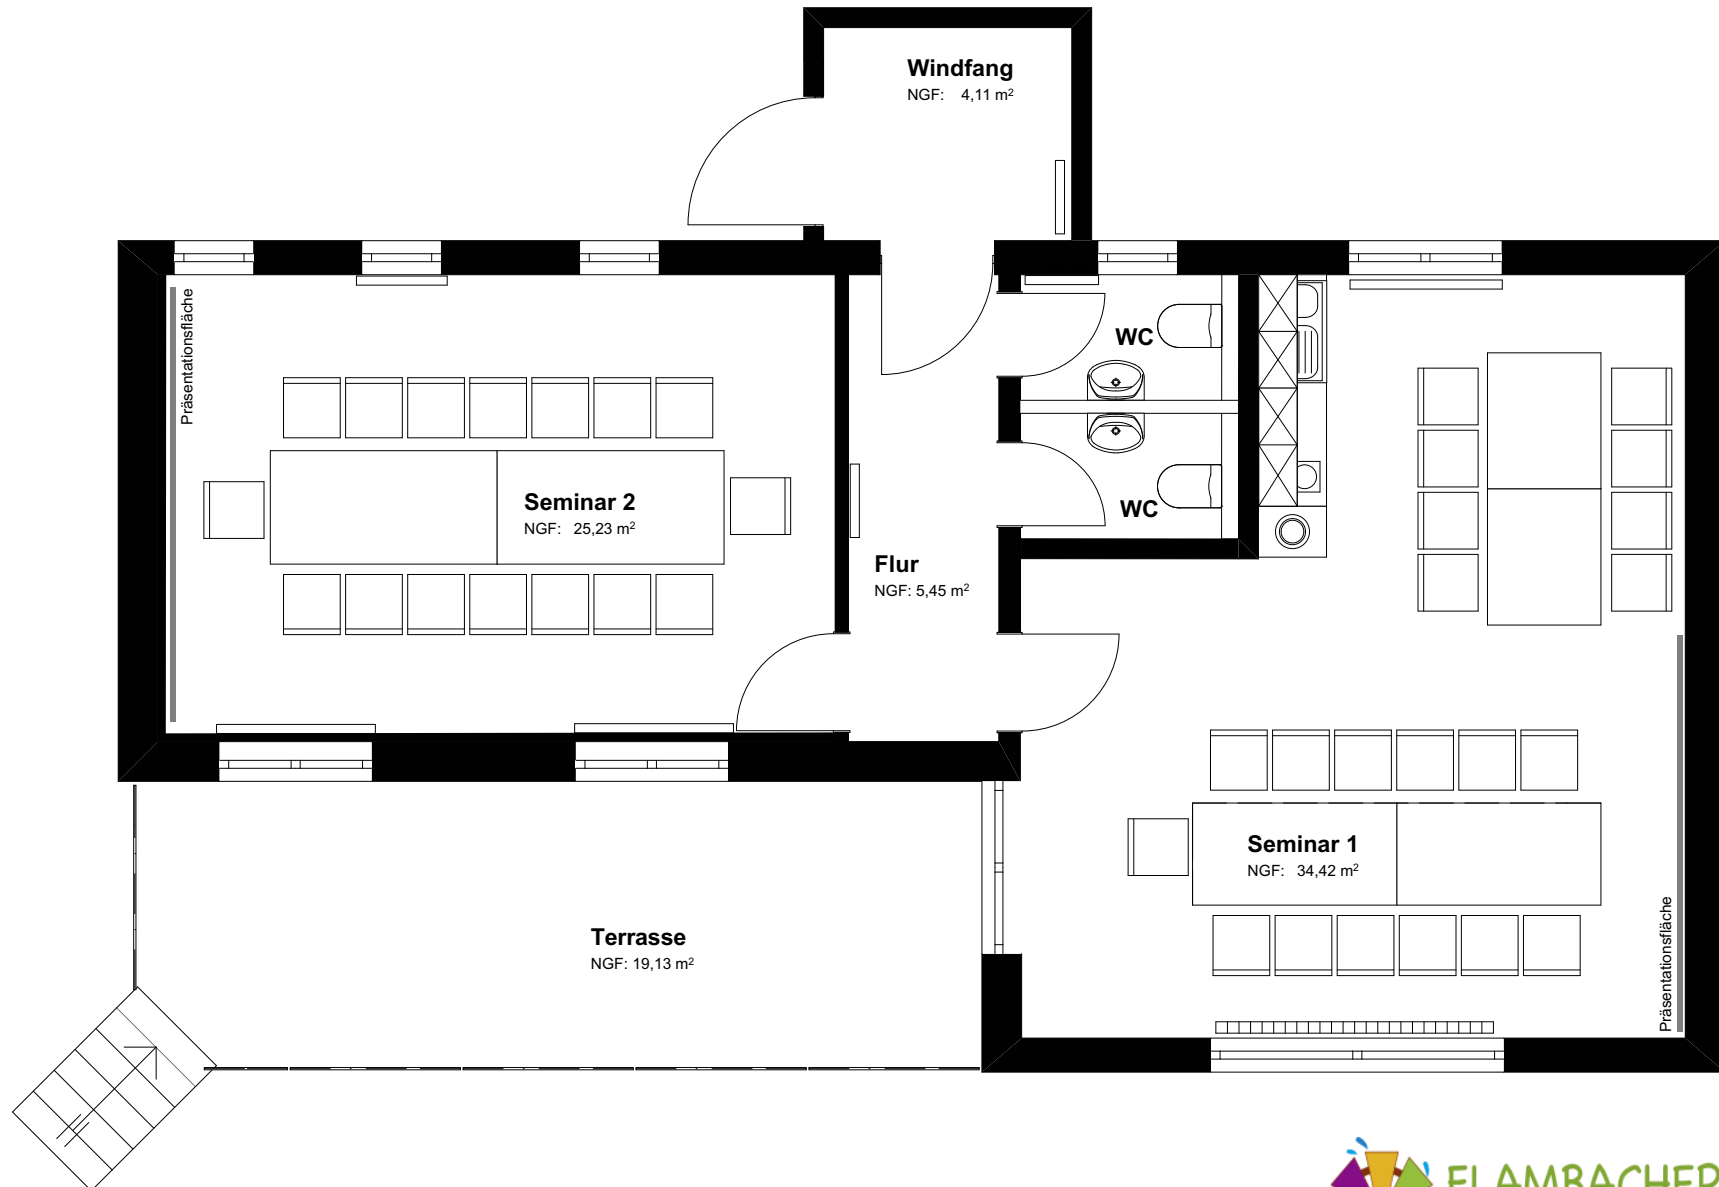 Windfang
NGF: 4,11 m²
Präsentationsfläche
WC
Seminar 2
NGF: 25,23 m²
WC
Flur
NGF: 5,45 m²
Seminar 1
NGF: 34,42 m²
Terrasse
NGF: 19,13 m²
Präsentationsfläche
FLAMBACHER